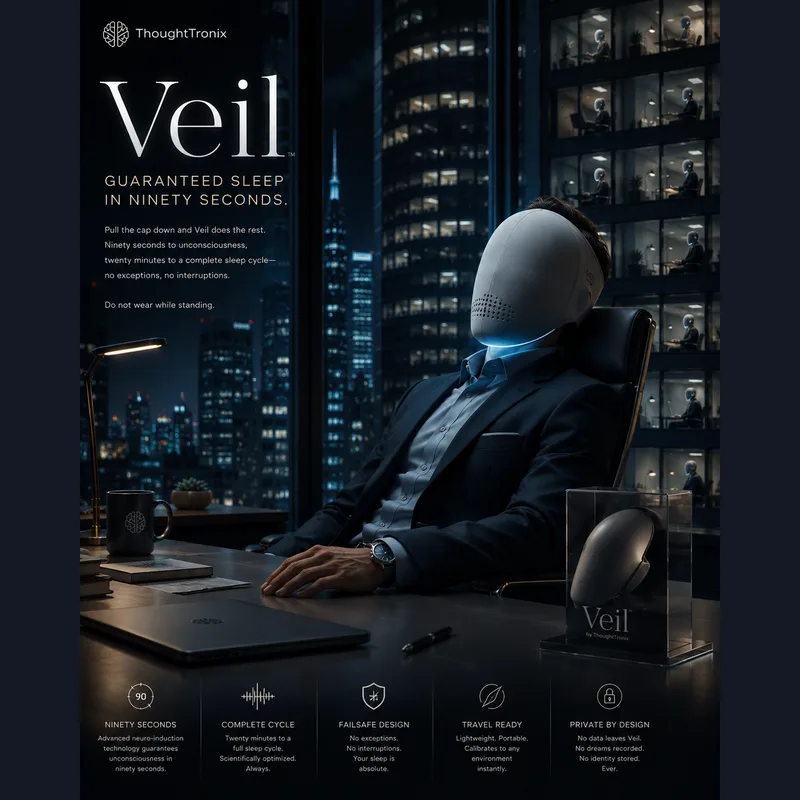 ThoughtTronix
Veil™
GUARANTEED SLEEP
IN NINETY SECONDS.
Pull the cap down and Veil does the rest.
Ninety seconds to unconsciousness,
twenty minutes to a complete sleep cycle—
no exceptions, no interruptions.
Do not wear while standing.
Veil
by ThoughtTronix
90
NINETY SECONDS
Advanced neuro-induction
technology guarantees
unconsciousness in
ninety seconds.
COMPLETE CYCLE
Twenty minutes to a
full sleep cycle.
Scientifically optimized.
Always.
FAILSAFE DESIGN
No exceptions.
No interruptions.
Your sleep is
absolute.
TRAVEL READY
Lightweight. Portable.
Calibrates to any
environment
instantly.
PRIVATE BY DESIGN
No data leaves Veil.
No dreams recorded.
No identity stored.
Ever.